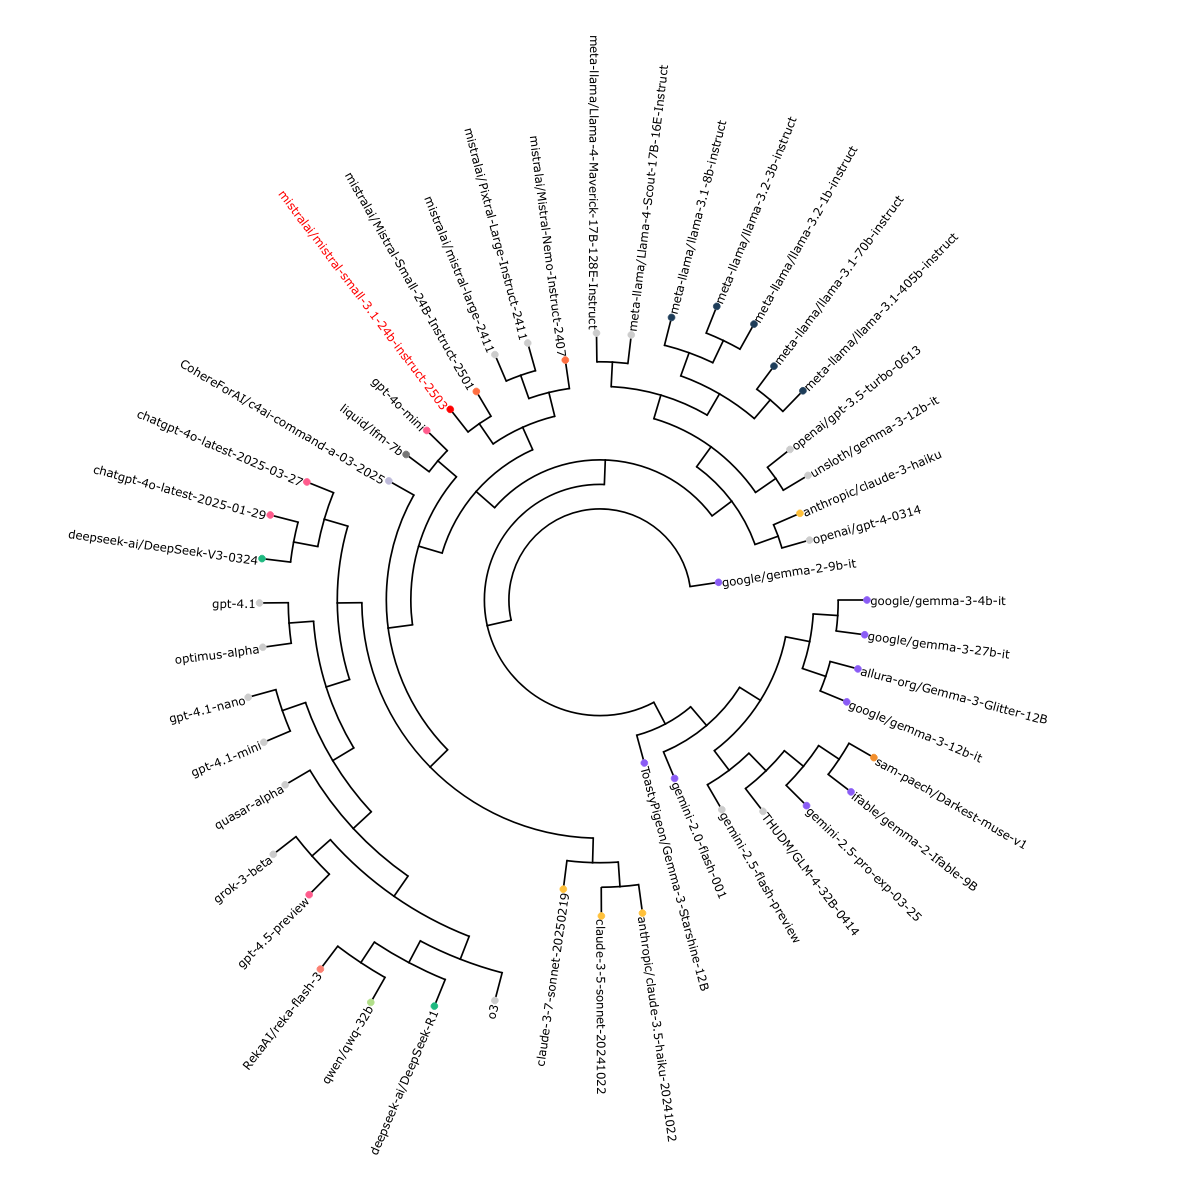 meta-llama/Llama-4-Maverick-17B-128E-Instruct
meta-llama/Llama-4-Scout-17B-16E-Instruct
meta-llama/llama-3.1-8b-instruct
meta-llama/llama-3.2-3b-instruct
meta-llama/llama-3.2-1b-instruct
meta-llama/llama-3.1-70b-instruct
meta-llama/llama-3.1-405b-instruct
openai/gpt-3.5-turbo-0613
unsloth/gemma-3-12b-it
anthropic/claude-3-haiku
openai/gpt-4-0314
google/gemma-2-9b-it
google/gemma-3-4b-it
google/gemma-3-27b-it
allura-org/Gemma-3-Glitter-12B
google/gemma-3-12b-it
sam-paech/Darkest-muse-v1
ifable/gemma-2-Ifable-9B
gemini-2.5-pro-exp-03-25
THUDM/GLM-4-32B-0414
gemini-2.5-flash-preview
gemini-2.0-flash-001
ToastyPigeon/Gemma-3-Starshine-12B
anthropic/claude-3.5-haiku-20241022
claude-3-5-sonnet-20241022
claude-3-7-sonnet-20250219
o3
deepseek-ai/DeepSeek-R1
qwen/qwq-32b
RekaAI/reka-flash-3
gpt-4.5-preview
grok-3-beta
quasar-alpha
gpt-4.1-mini
gpt-4.1-nano
optimus-alpha
gpt-4.1
deepseek-ai/DeepSeek-V3-0324
chatgpt-4o-latest-2025-01-29
chatgpt-4o-latest-2025-03-27
CohereForAI/c4ai-command-a-03-2025
liquid/lfm-7b
gpt-4o-mini
mistralai/mistral-small-3.1-24b-instruct-2503
mistralai/Mistral-Small-24B-Instruct-2501
mistralai/mistral-large-2411
mistralai/Pixtral-Large-Instruct-2411
mistralai/Mistral-Nemo-Instruct-2407